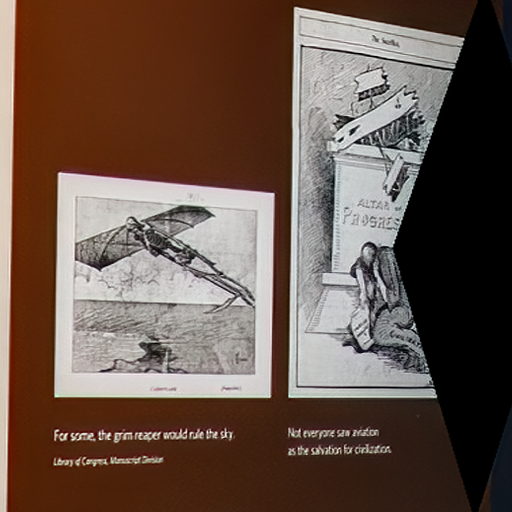 The Sacrifice.
ALTAR OF
PROGRESS
For some, the grim reaper would rule the sky.
Library of Congress, Manuscript Division
Not everyone saw aviation
as the salvation for civilization.